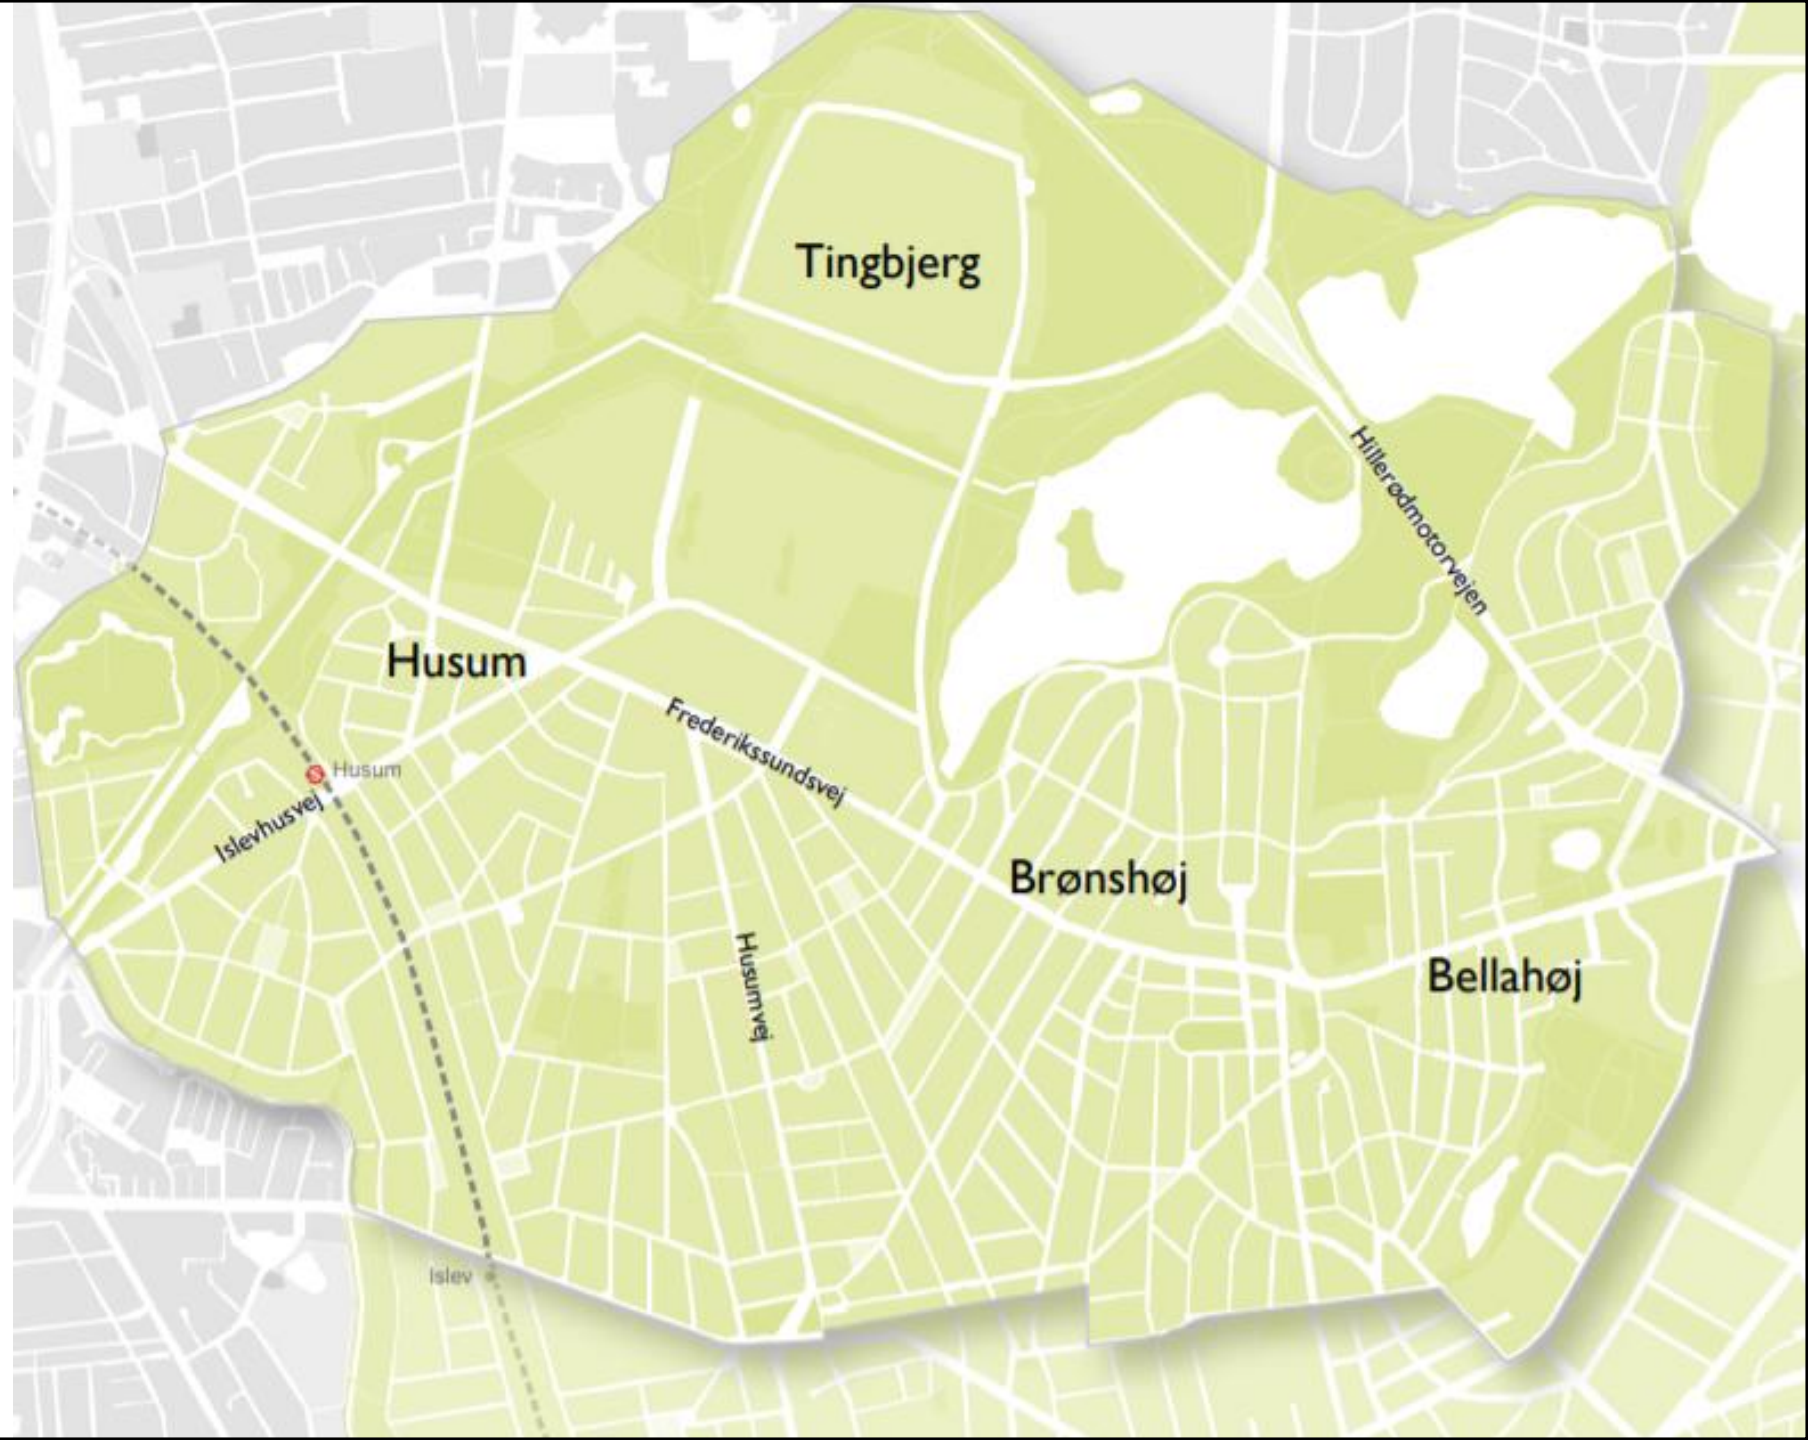 Tingbjerg
Hillerødmotorvejen
Husum
Frederikssundsvej
Husum
Islevhusvej
Brønshøj
Husumvej
Bellahøj
Islev